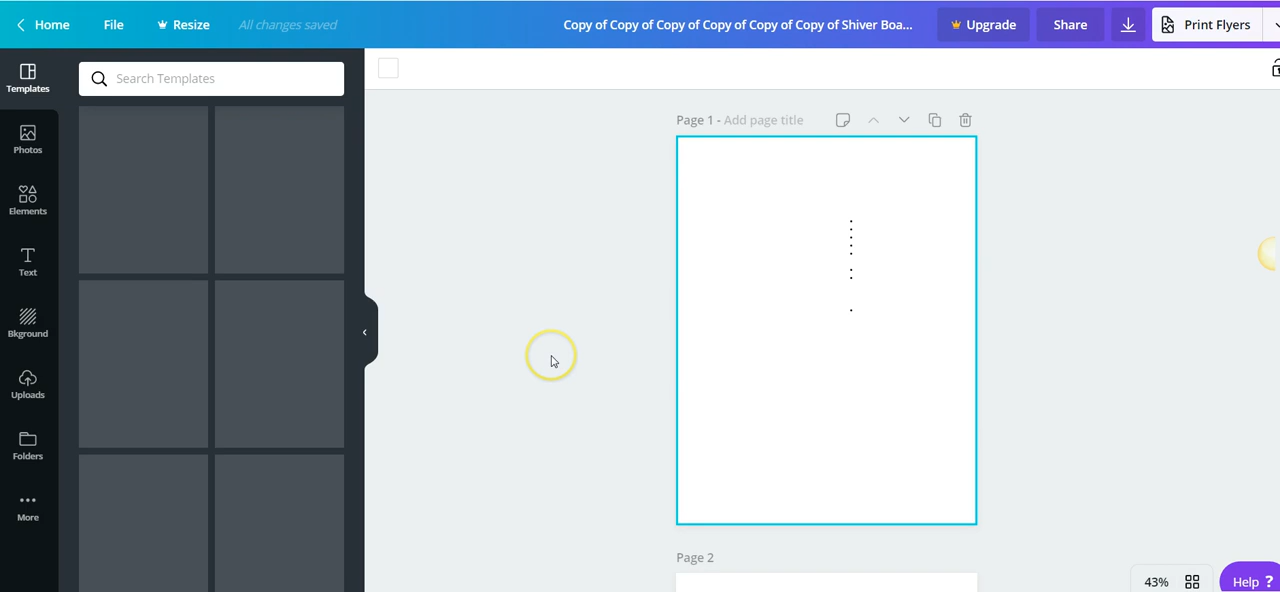 Home File Resize All changes saved Copy of Copy of Copy of Copy of Copy of Copy of Shiver Boa... Upgrade Share Print Flyers
Templates
Search Templates
Photos
Elements
Text
Bkground
Uploads
Folders
More
Page 1 - Add page title
Page 2
43%
Help ?